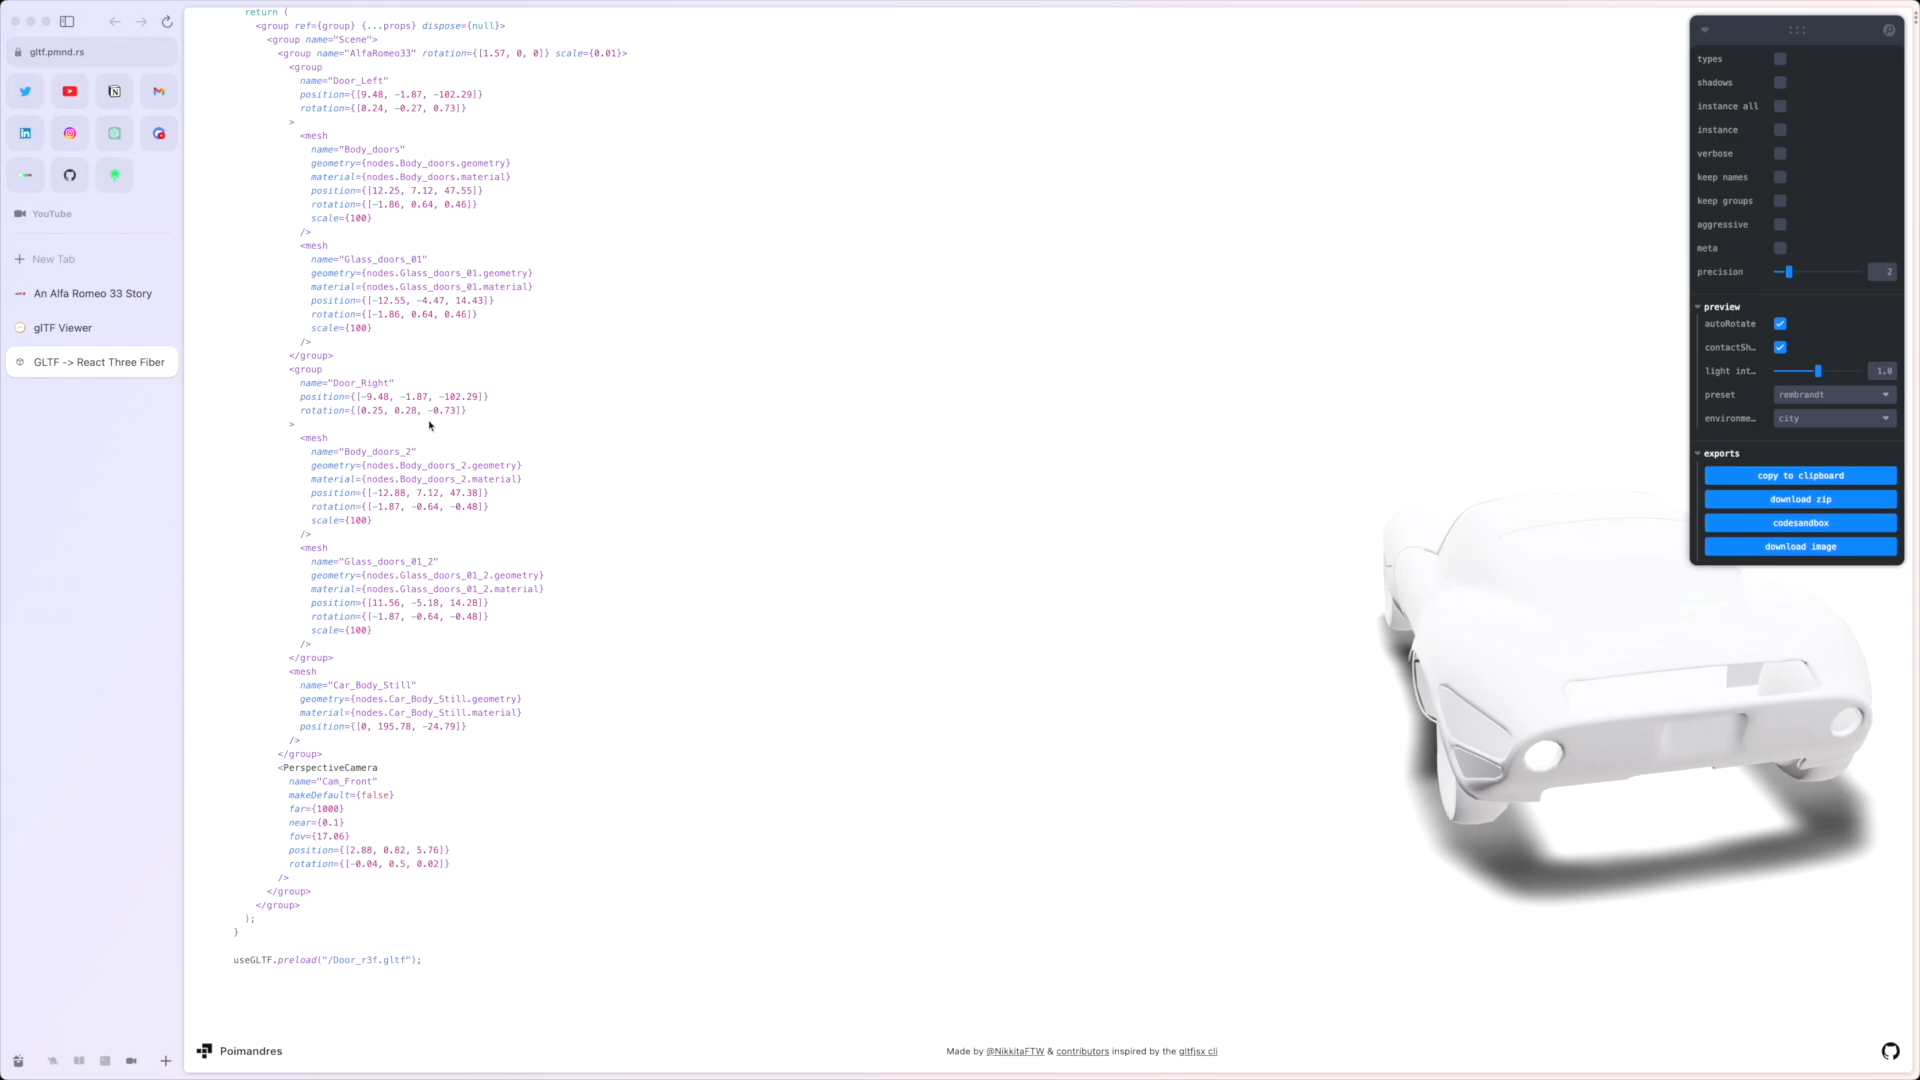 gltf.pmnd.rs
YouTube
New Tab
An Alfa Romeo 33 Story
glTF Viewer
GLTF -> React Three Fiber
return (
<group ref={group} {...props} dispose={null}>
<group name="Scene">
<group name="AlfaRomeo33" rotation={[1.57, 0, 0]} scale={0.01}>
<group
name="Door_Left"
position={[9.48, -1.87, -102.29]}
rotation={[0.24, -0.27, 0.73]}
>
<mesh
name="Body_doors"
geometry={nodes.Body_doors.geometry}
material={nodes.Body_doors.material}
position={[12.25, 7.12, 47.55]}
rotation={[-1.86, 0.64, 0.46]}
scale={100}
/>
<mesh
name="Glass_doors_01"
geometry={nodes.Glass_doors_01.geometry}
material={nodes.Glass_doors_01.material}
position={[-12.55, -4.47, 14.43]}
rotation={[-1.86, 0.64, 0.46]}
scale={100}
/>
</group>
<group
name="Door_Right"
position={[-9.48, -1.87, -102.29]}
rotation={[0.25, 0.28, -0.73]}
>
<mesh
name="Body_doors_2"
geometry={nodes.Body_doors_2.geometry}
material={nodes.Body_doors_2.material}
position={[-12.88, 7.12, 47.38]}
rotation={[-1.87, -0.64, -0.48]}
scale={100}
/>
<mesh
name="Glass_doors_01_2"
geometry={nodes.Glass_doors_01_2.geometry}
material={nodes.Glass_doors_01_2.material}
position={[11.56, -5.18, 14.28]}
rotation={[-1.87, -0.64, -0.48]}
scale={100}
/>
</group>
<mesh
name="Car_Body_Still"
geometry={nodes.Car_Body_Still.geometry}
material={nodes.Car_Body_Still.material}
position={[0, 195.78, -24.79]}
/>
</group>
<PerspectiveCamera
name="Cam_Front"
makeDefault={false}
far={1000}
near={0.1}
fov={17.06}
position={[2.88, 0.82, 5.76]}
rotation={[-0.04, 0.5, 0.02]}
/>
</group>
</group>
);
}
useGLTF.preload("/Door_r3f.gltf");
types
shadows
instance all
instance
verbose
keep names
keep groups
aggressive
meta
precision 2
preview
autoRotate
contactSh…
light int… 1.0
preset rembrandt
environme… city
exports
copy to clipboard
download zip
codesandbox
download image
Poimandres
Made by @NikkitaFTW & contributors inspired by the gltfjsx cli